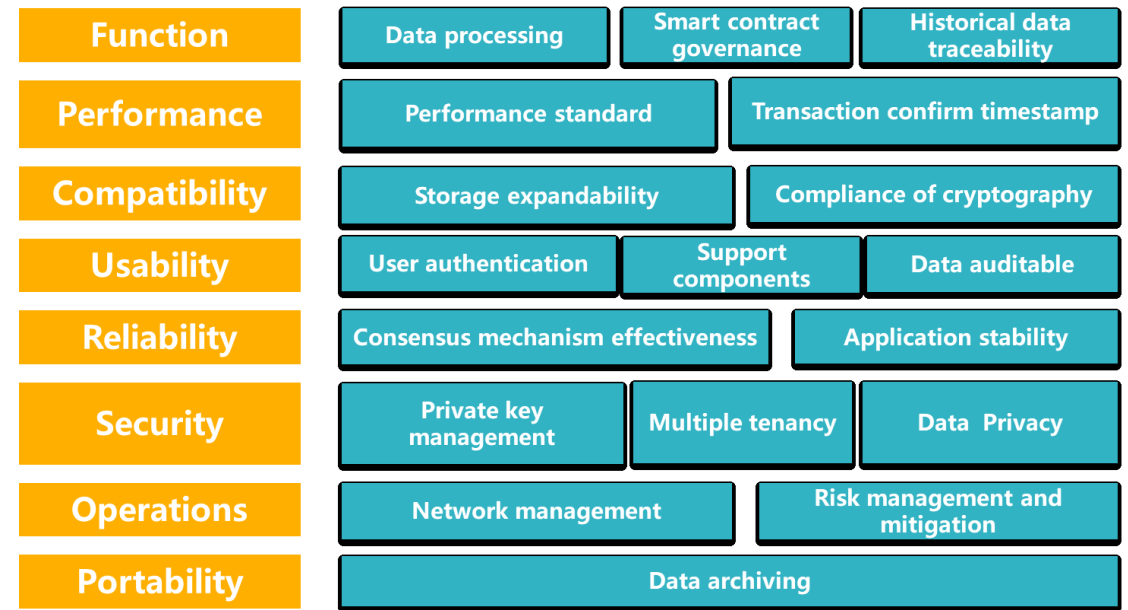 Function
Data processing
Smart contract
governance
Historical data
traceability
Performance
Performance standard
Transaction confirm timestamp
Compatibility
Storage expandability
Compliance of cryptography
Usability
User authentication
Support
components
Data auditable
Reliability
Consensus mechanism effectiveness
Application stability
Security
Private key
management
Multiple tenancy
Data  Privacy
Operations
Network management
Risk management and
mitigation
Portability
Data archiving